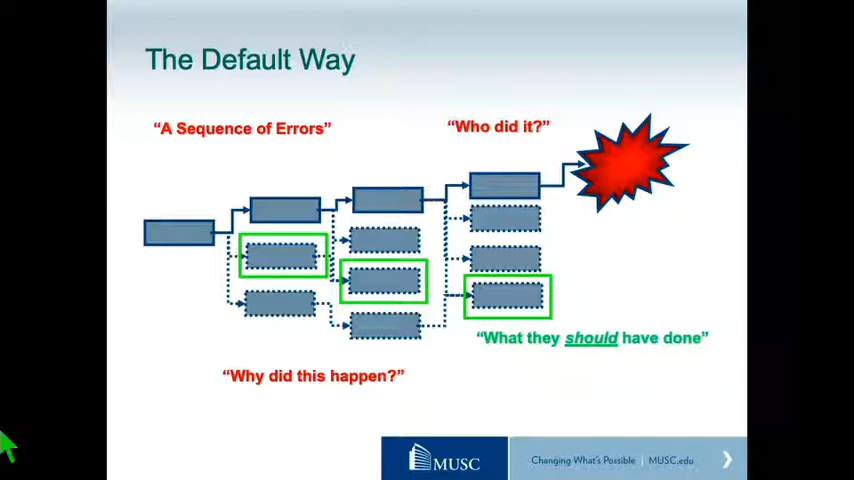 The Default Way
“A Sequence of Errors”
“Who did it?”
“What they should have done”
“Why did this happen?”
MUSC
Changing What's Possible | MUSC.edu